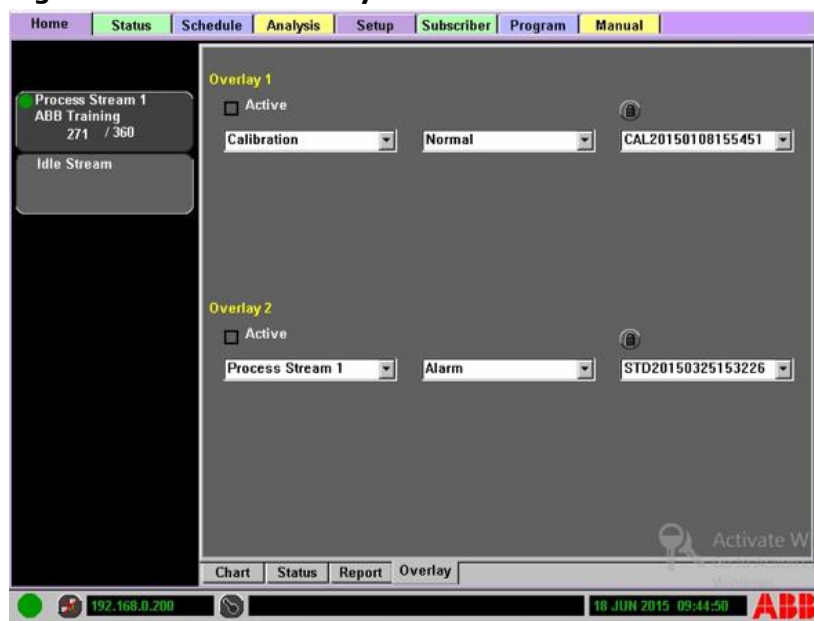 Home Status Schedule Analysis Setup Subscriber Program Manual
Process Stream 1
ABB Training
271 / 360
Idle Stream
Overlay 1
Active
Calibration Normal CAL20150108155451
Overlay 2
Active
Process Stream 1 Alarm STD20150325153226
Activate W
Windows
Chart Status Report Overlay
192.168.0.200 18 JUN 2015 09:44:50 ABB